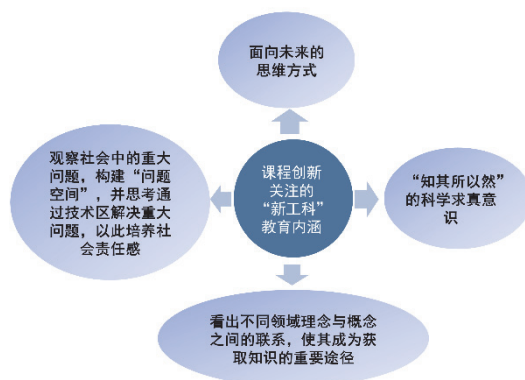 面向未来的
思维方式
观察社会中的重大
问题，构建“问题
空间”，并思考通
过技术区解决重大
问题，以此培养社
会责任感
课程创新
关注的
“新工科”
教育内涵
“知其所以然”
的科学求真意
识
看出不同领域理念与概念
之间的联系，使其成为获
取知识的重要途径